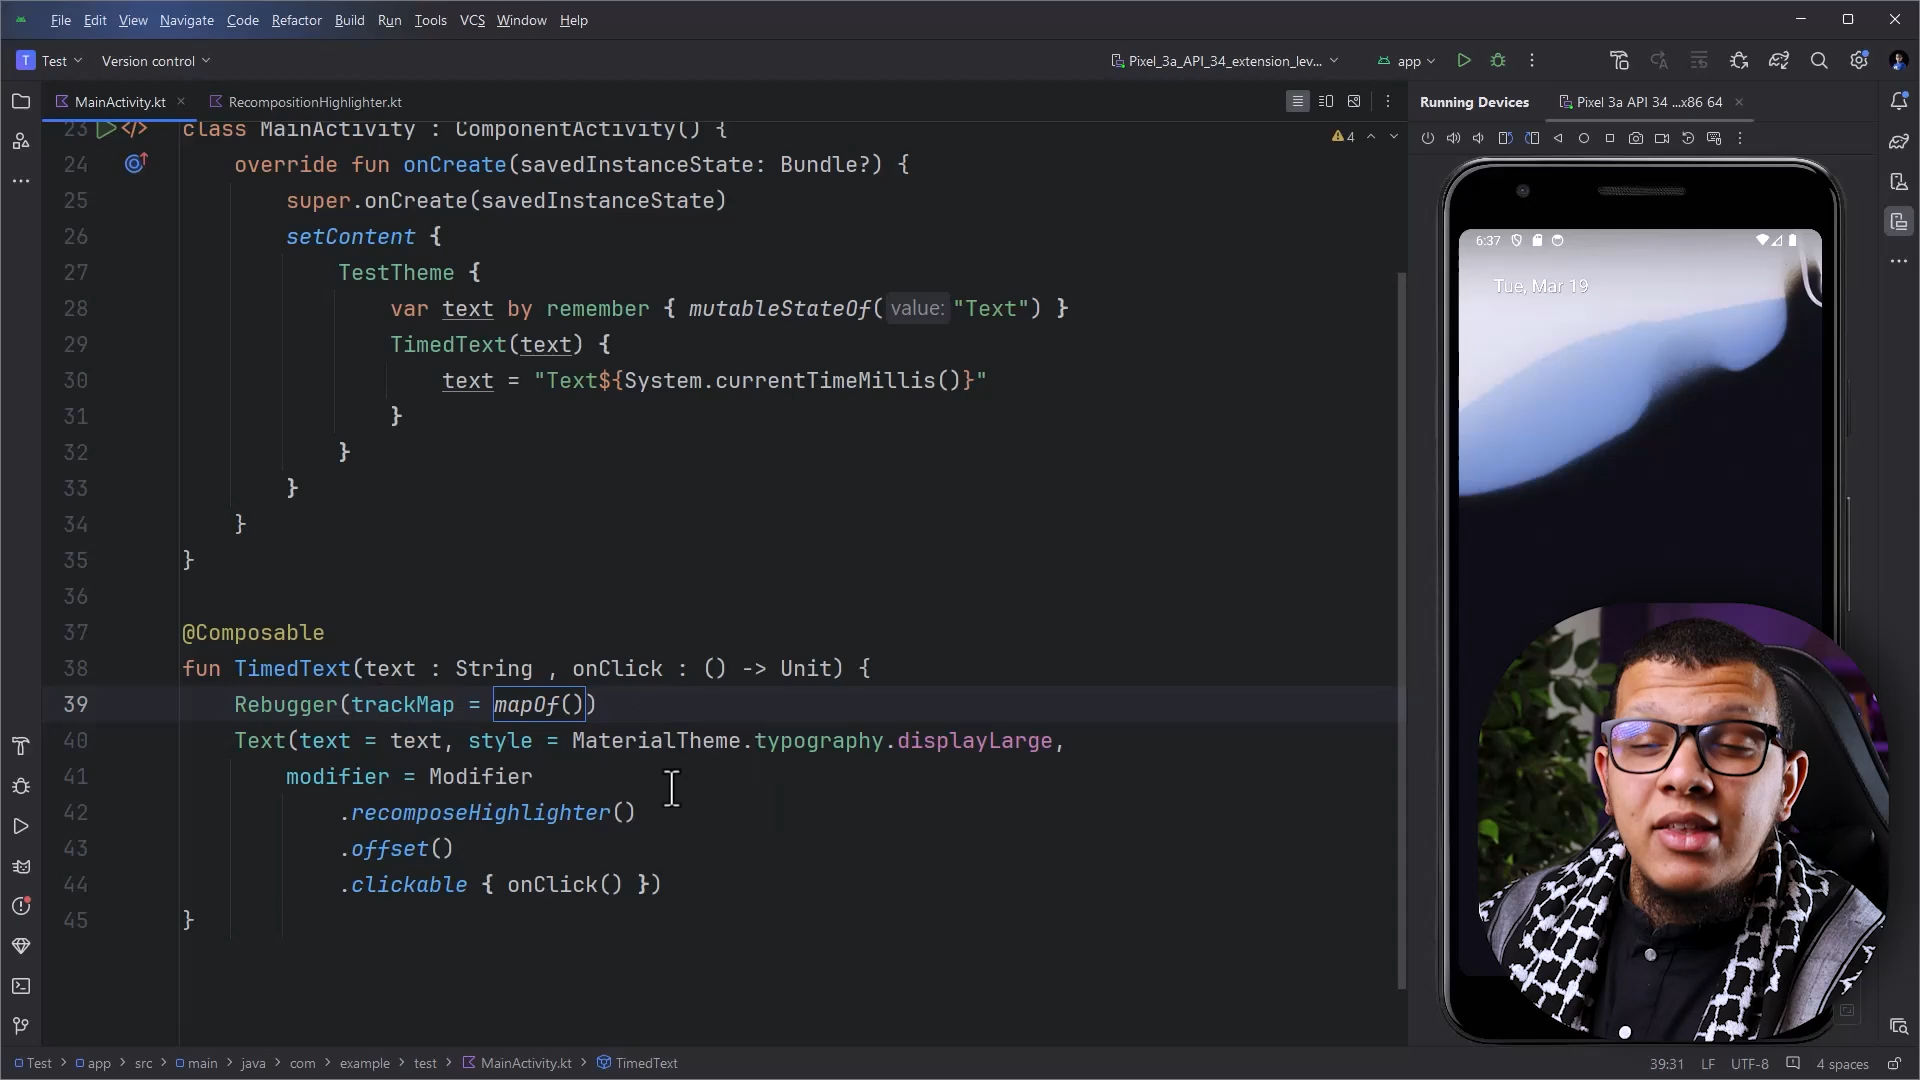 File Edit View Navigate Code Refactor Build Run Tools VCS Window Help
T Test Version control Pixel_3a_API_34_extension_lev... app
MainActivity.kt RecompositionHighlighter.kt Running Devices Pixel 3a API 34 ...x86 64
4
23 class MainActivity : ComponentActivity() {
24 override fun onCreate(savedInstanceState: Bundle?) {
25 super.onCreate(savedInstanceState)
26 setContent {
27 TestTheme {
28 var text by remember { mutableStateOf( value: "Text") }
29 TimedText(text) {
30 text = "Text${System.currentTimeMillis()}"
31 }
32 }
33 }
34 }
35 }
36
37 @Composable
38 fun TimedText(text : String , onClick : () -> Unit) {
39 Rebugger(trackMap = mapOf())
40 Text(text = text, style = MaterialTheme.typography.displayLarge,
41 modifier = Modifier
42 .recomposeHighlighter()
43 .offset()
44 .clickable { onClick() })
45 }
6:37
Tue, Mar 19
Test > app > src > main > java > com > example > test > MainActivity.kt > TimedText 39:31 LF UTF-8 4 spaces